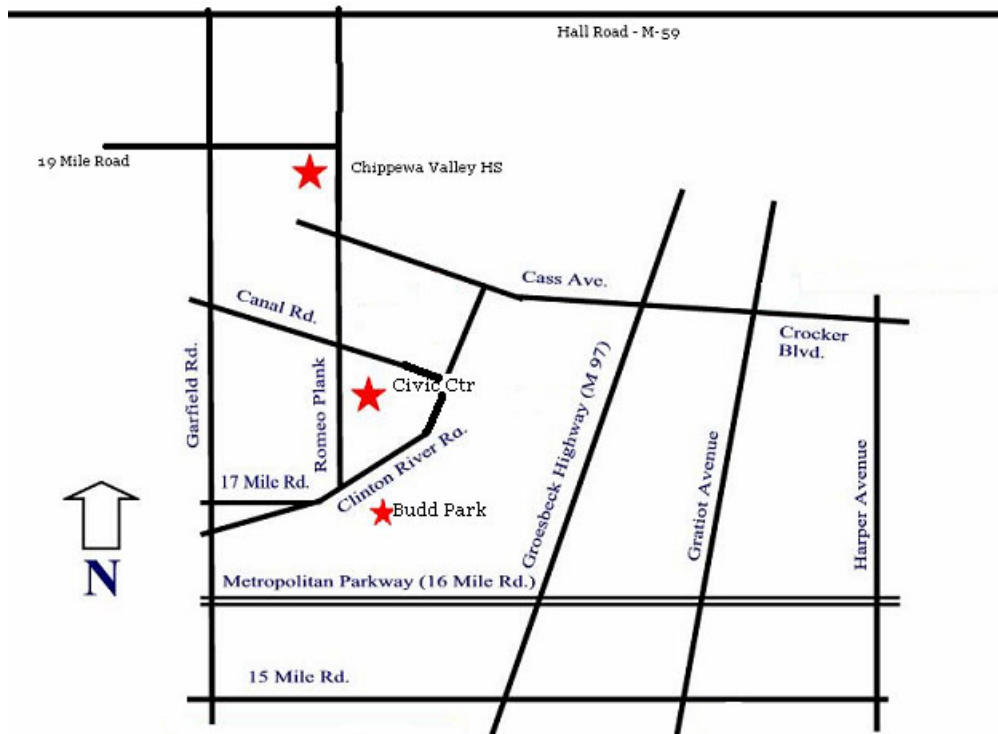 Hall Road - M-59
19 Mile Road
Chippewa Valley HS
Cass Ave.
Canal Rd.
Crocker
Blvd.
Garfield Rd.
Romeo Plank
Civic Ctr
Groesbeck Highway (M 97)
Gratiot Avenue
Harper Avenue
17 Mile Rd.
Clinton River Rd.
Budd Park
N
Metropolitan Parkway (16 Mile Rd.)
15 Mile Rd.